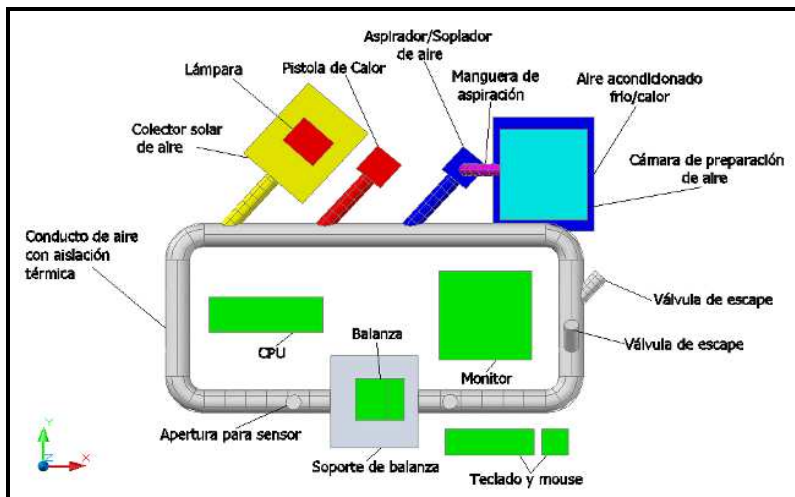 Aspirador/Soplador
de aire
Lámpara
Pistola de Calor
Manguera de
aspiración
Aire acondicionado
frio/calor
Colector solar
de aire
Cámara de preparación
de aire
Conducto de aire
con aislación
térmica
Válvula de escape
Balanza
Válvula de escape
CPU
Monitor
Apertura para sensor
Soporte de balanza
Teclado y mouse
Y
Z
X